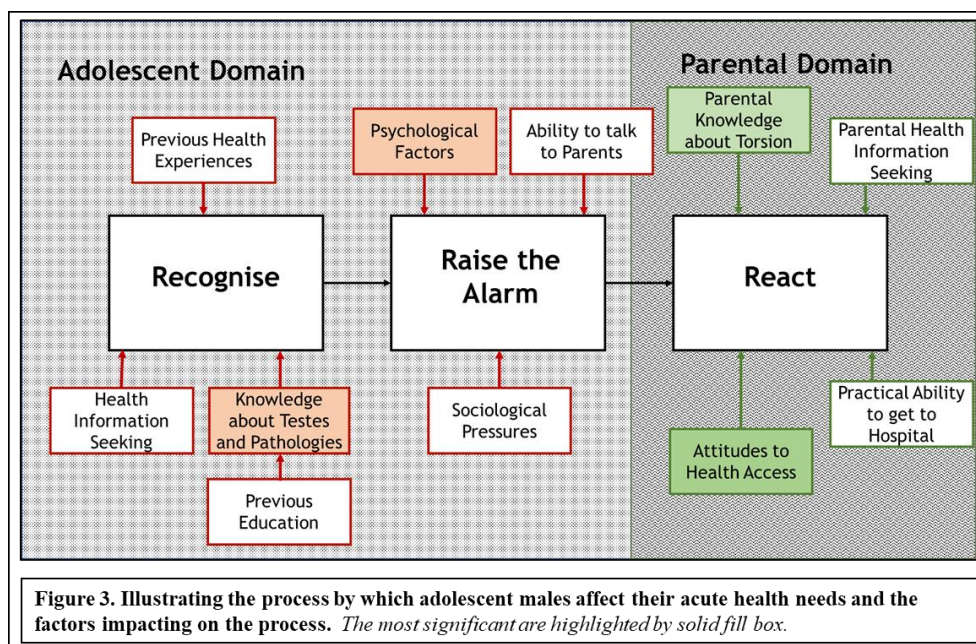 Adolescent Domain
Parental Domain
Previous Health
Experiences
Psychological
Factors
Ability to talk to
Parents
Parental
Knowledge
about Torsion
Parental Health
Information
Seeking
Recognise
Raise the
Alarm
React
Health
Information
Seeking
Knowledge
about Testes
and Pathologies
Sociological
Pressures
Attitudes to
Health Access
Practical Ability
to get to
Hospital
Previous
Education
Figure 3. Illustrating the process by which adolescent males affect their acute health needs and the
factors impacting on the process. The most significant are highlighted by solid fill box.